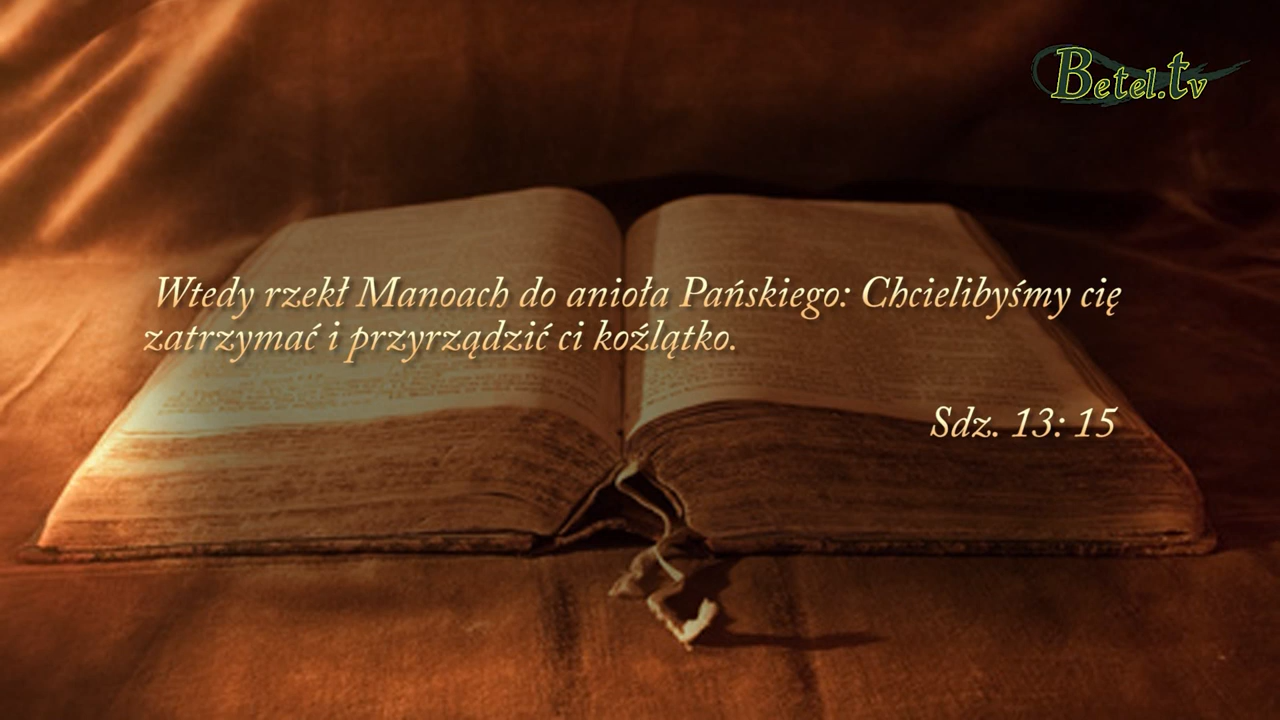 Betel.tv
Wtedy rzekł Manoach do anioła Pańskiego: Chcielibyśmy cię
zatrzymać i przyrządzić ci koźlątko.
Sdz. 13: 15